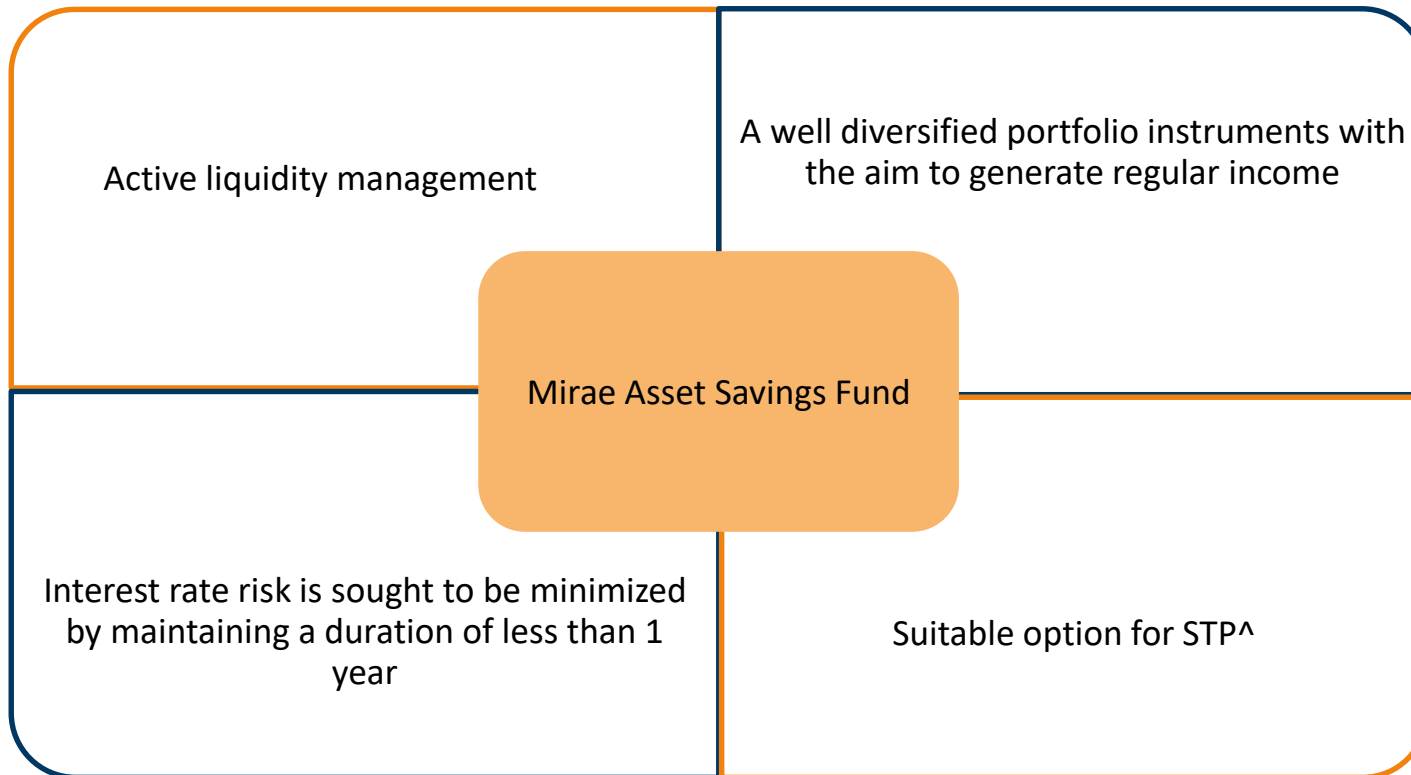 Active liquidity management
A well diversified portfolio instruments with
the aim to generate regular income
Mirae Asset Savings Fund
Interest rate risk is sought to be minimized
by maintaining a duration of less than 1
year
Suitable option for STP^